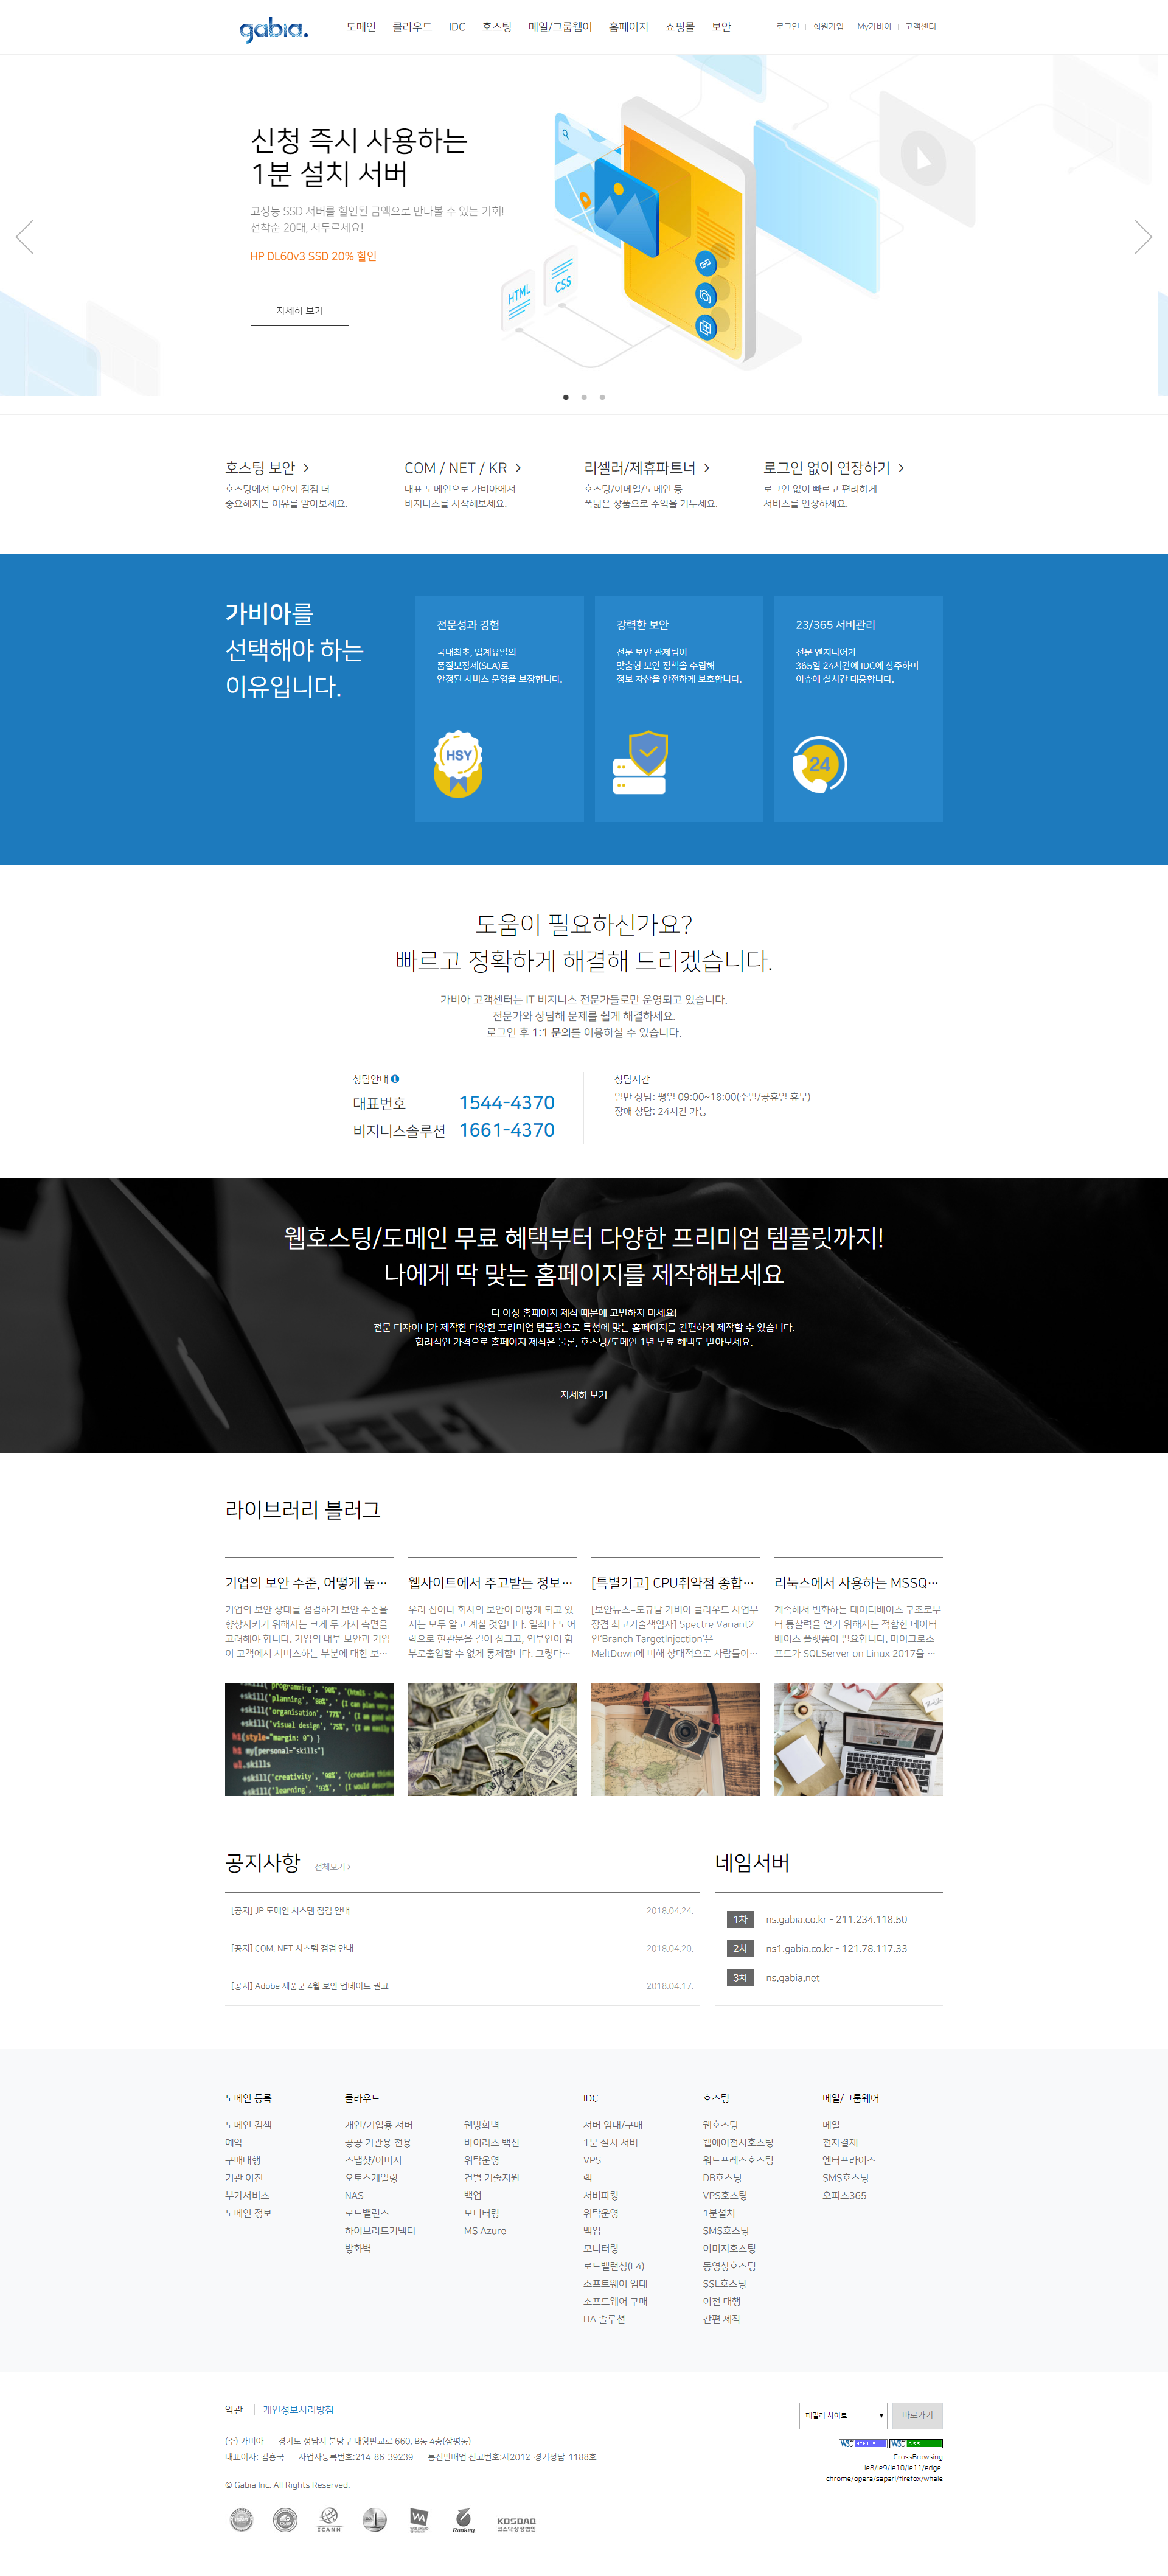 gabia.
도메인 클라우드 IDC 호스팅 메일/그룹웨어 홈페이지 쇼핑몰 보안
로그인 회원가입 My가비아 고객센터
신청 즉시 사용하는
1분 설치 서버
고성능 SSD 서버를 할인된 금액으로 만나볼 수 있는 기회!
선착순 20대, 서두르세요!
HP DL60v3 SSD 20% 할인
자세히 보기
HTML
CSS
호스팅 보안
호스팅에서 보안이 점점 더
중요해지는 이유를 알아보세요.
COM / NET / KR
대표 도메인으로 가비아에서
비지니스를 시작해보세요.
리셀러/제휴파트너
호스팅/이메일/도메인 등
폭넓은 상품으로 수익을 거두세요.
로그인 없이 연장하기
로그인 없이 빠르고 편리하게
서비스를 연장하세요.
가비아를
선택해야 하는
이유입니다.
전문성과 경험
국내최초, 업계유일의
품질보장제(SLA)로
안정된 서비스 운영을 보장합니다.
HSY
강력한 보안
전문 보안 관제팀이
맞춤형 보안 정책을 수립해
정보 자산을 안전하게 보호합니다.
23/365 서버관리
전문 엔지니어가
365일 24시간에 IDC에 상주하며
이슈에 실시간 대응합니다.
24
도움이 필요하신가요?
빠르고 정확하게 해결해 드리겠습니다.
가비아 고객센터는 IT 비지니스 전문가들로만 운영되고 있습니다.
전문가와 상담해 문제를 쉽게 해결하세요.
로그인 후 1:1 문의를 이용하실 수 있습니다.
상담안내
대표번호 1544-4370
비지니스솔루션 1661-4370
상담시간
일반 상담: 평일 09:00~18:00(주말/공휴일 휴무)
장애 상담: 24시간 가능
웹호스팅/도메인 무료 혜택부터 다양한 프리미엄 템플릿까지!
나에게 딱 맞는 홈페이지를 제작해보세요
더 이상 홈페이지 제작 때문에 고민하지 마세요!
전문 디자이너가 제작한 다양한 프리미엄 템플릿으로 특성에 맞는 홈페이지를 간편하게 제작할 수 있습니다.
합리적인 가격으로 홈페이지 제작은 물론, 호스팅/도메인 1년 무료 혜택도 받아보세요.
자세히 보기
라이브러리 블러그
기업의 보안 수준, 어떻게 높…
기업의 보안 상태를 점검하기 보안 수준을
향상시키기 위해서는 크게 두 가지 측면을
고려해야 합니다. 기업의 내부 보안과 기업
이 고객에서 서비스하는 부분에 대한 보…
웹사이트에서 주고받는 정보…
우리 집이나 회사의 보안이 어떻게 되고 있
지는 모두 알고 계실 것입니다. 열쇠나 도어
락으로 현관문을 걸어 잠그고, 외부인이 함
부로출입할 수 없게 통제합니다. 그렇다…
[특별기고] CPU취약점 종합…
[보안뉴스=도규남 가비아 클라우드 사업부
장겸 최고기술책임자] Spectre Variant2
인'Branch TargetInjection'은
MeltDown에 비해 상대적으로 사람들이…
리눅스에서 사용하는 MSSQ…
계속해서 변화하는 데이터베이스 구조로부
터 통찰력을 얻기 위해서는 적합한 데이터
베이스 플랫폼이 필요합니다. 마이크로소
프트가 SQLServer on Linux 2017을 …
공지사항 전체보기
[공지] JP 도메인 시스템 점검 안내 2018.04.24.
[공지] COM, NET 시스템 점검 안내 2018.04.20.
[공지] Adobe 제품군 4월 보안 업데이트 권고 2018.04.17.
네임서버
1차 ns.gabia.co.kr - 211.234.118.50
2차 ns1.gabia.co.kr - 121.78.117.33
3차 ns.gabia.net
도메인 등록
도메인 검색
예약
구매대행
기관 이전
부가서비스
도메인 정보
클라우드
개인/기업용 서버
공공 기관용 전용
스냅샷/이미지
오토스케일링
NAS
로드밸런스
하이브리드커넥터
방화벽
웹방화벽
바이러스 백신
위탁운영
건별 기술지원
백업
모니터링
MS Azure
IDC
서버 임대/구매
1분 설치 서버
VPS
랙
서버파킹
위탁운영
백업
모니터링
로드밸런싱(L4)
소프트웨어 임대
소프트웨어 구매
HA 솔루션
호스팅
웹호스팅
웹에이전시호스팅
워드프레스호스팅
DB호스팅
VPS호스팅
1분설치
SMS호스팅
이미지호스팅
동영상호스팅
SSL호스팅
이전 대행
간편 제작
메일/그룹웨어
메일
전자결재
엔터프라이즈
SMS호스팅
오피스365
약관 개인정보처리방침
(주) 가비아 경기도 성남시 분당구 대왕판교로 660, B동 4층(삼평동)
대표이사: 김홍국 사업자등록번호:214-86-39239 통신판매업 신고번호:제2012-경기성남-1188호
© Gabia Inc. All Rights Reserved.
패밀리 사이트 바로가기
W3C HTML 5 W3C CSS
CrossBrowsing
ie8/ie9/ie10/ie11/edge
chrome/opera/sapari/firefox/whale
ICANN
Rankey
KOSDAQ
코스닥상장법인